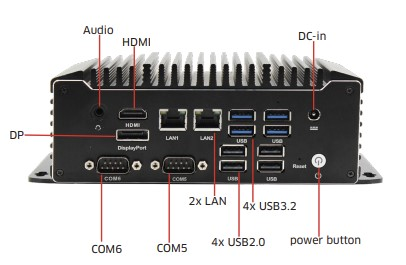 Audio
HDMI
DC-in
HDMI
LAN1
LAN2
USB
USB
DP
DisplayPort
USB
USB
Reset
COM6
2x LAN
4x USB3.2
COM6
COM5
4x USB2.0
power button